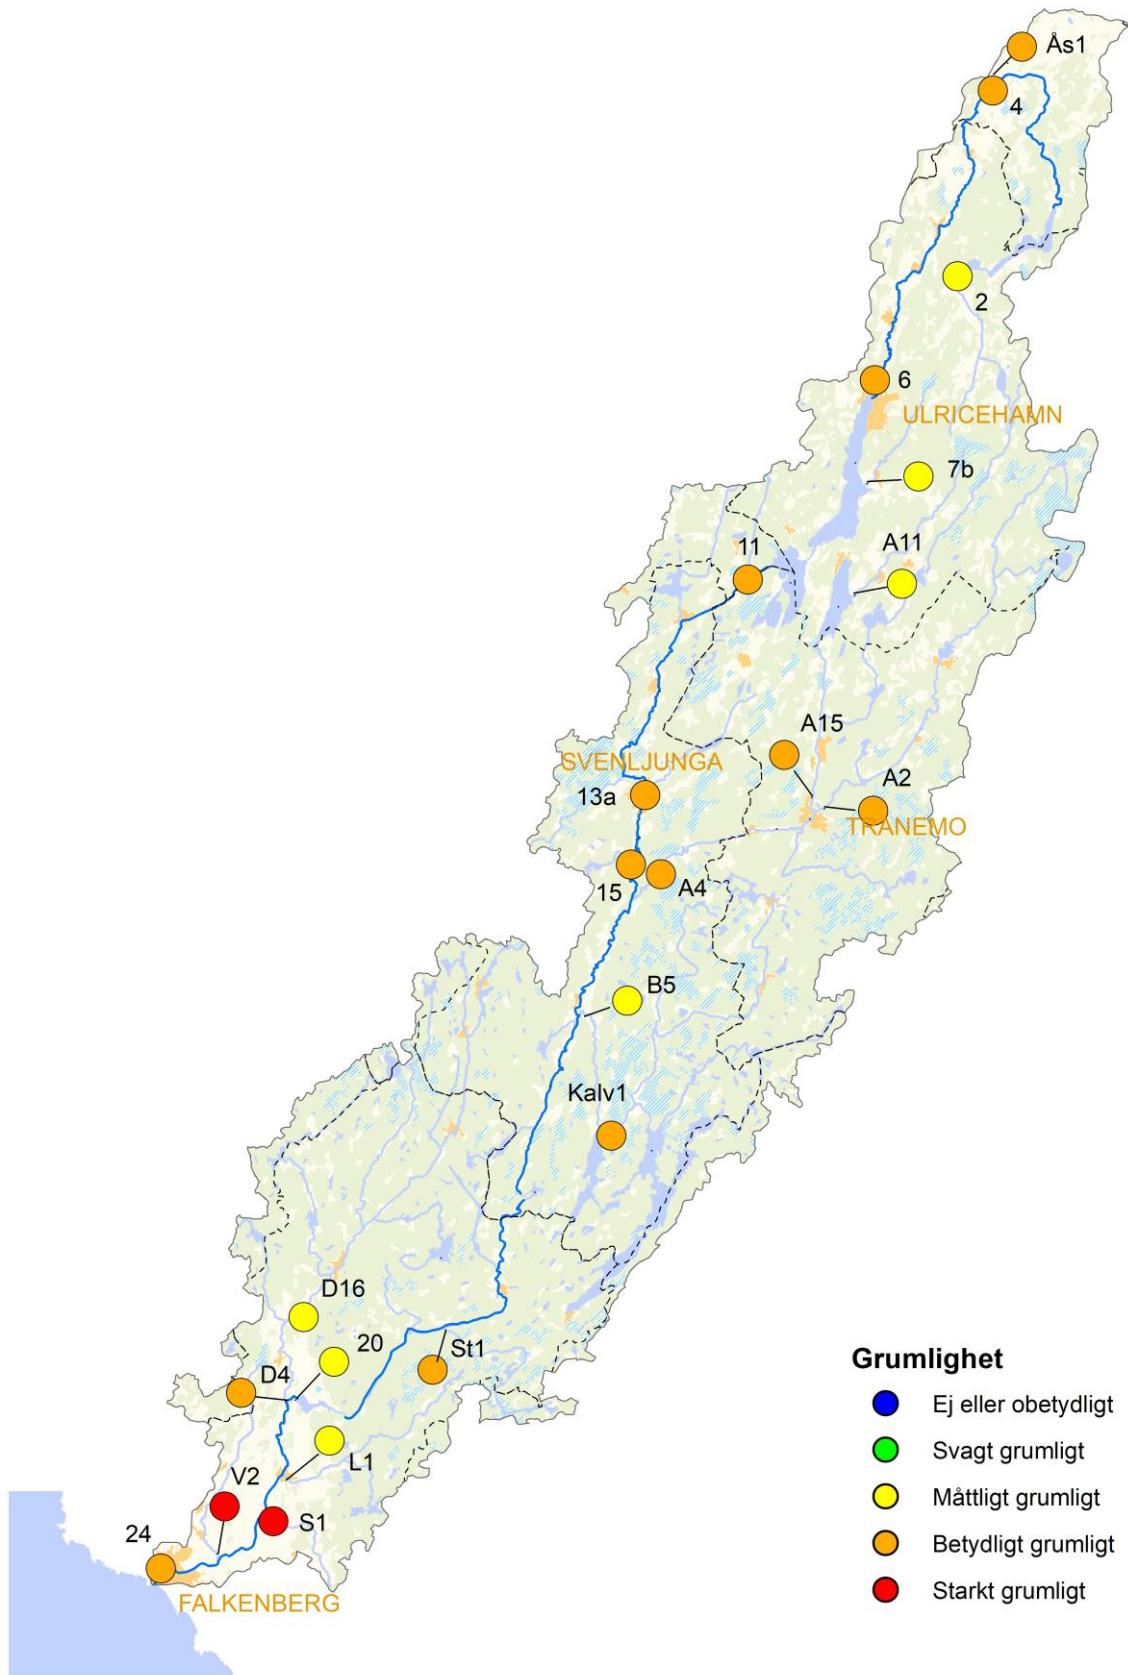 Ås1
4
2
6
ULRICEHAMN
7b
11
A11
A15
SVENLJUNGA
13a
A2
TRANEMO
15
A4
B5
Kalv1
D16
20
St1
D4
L1
V2
S1
24
FALKENBERG
Grumlighet
Ej eller obetydligt
Svagt grumligt
Måttligt grumligt
Betydligt grumligt
Starkt grumligt